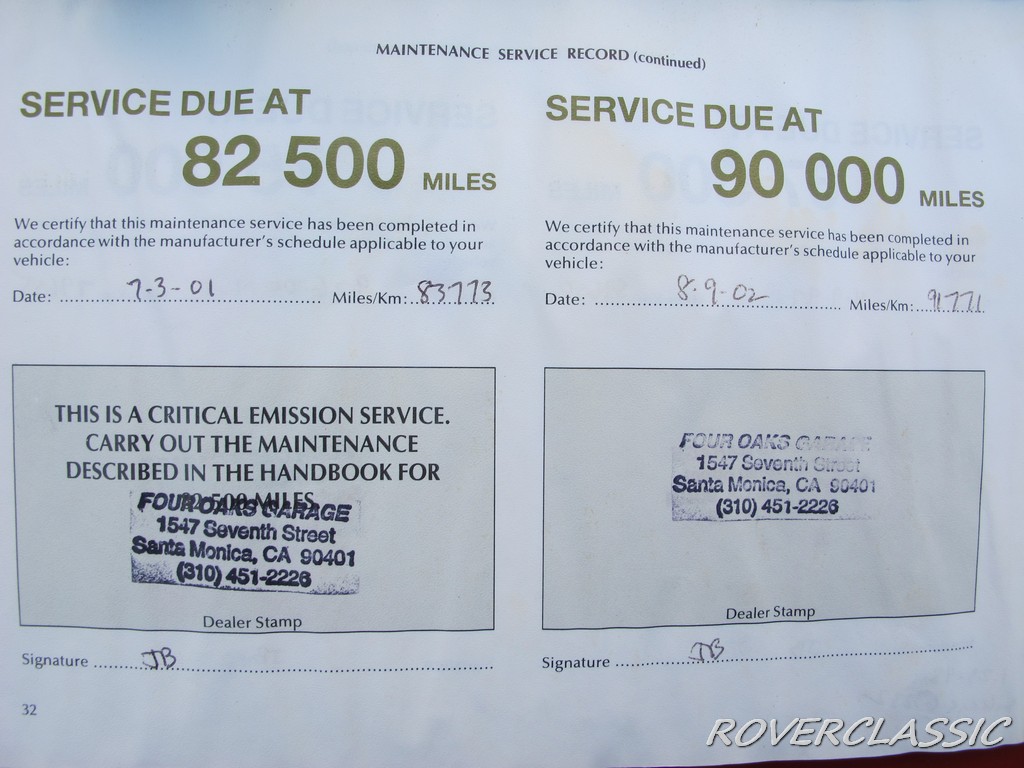 MAINTENANCE SERVICE RECORD (continued)
SERVICE DUE AT
82 500 MILES
We certify that this maintenance service has been completed in
accordance with the manufacturer's schedule applicable to your
vehicle:
Date: 7-3-01 Miles/Km: 83773
THIS IS A CRITICAL EMISSION SERVICE.
CARRY OUT THE MAINTENANCE
DESCRIBED IN THE HANDBOOK FOR
500 MILES
FOUR OAKS GARAGE
1547 Seventh Street
Santa Monica, CA 90401
(310) 451-2226
Dealer Stamp
Signature JB
32
SERVICE DUE AT
90 000 MILES
We certify that this maintenance service has been completed in
accordance with the manufacturer's schedule applicable to your
vehicle:
Date: 8-9-02 Miles/Km: 91771
FOUR OAKS GARAGE
1547 Seventh Street
Santa Monica, CA 90401
(310) 451-2226
Dealer Stamp
Signature JB
ROVERCLASSIC